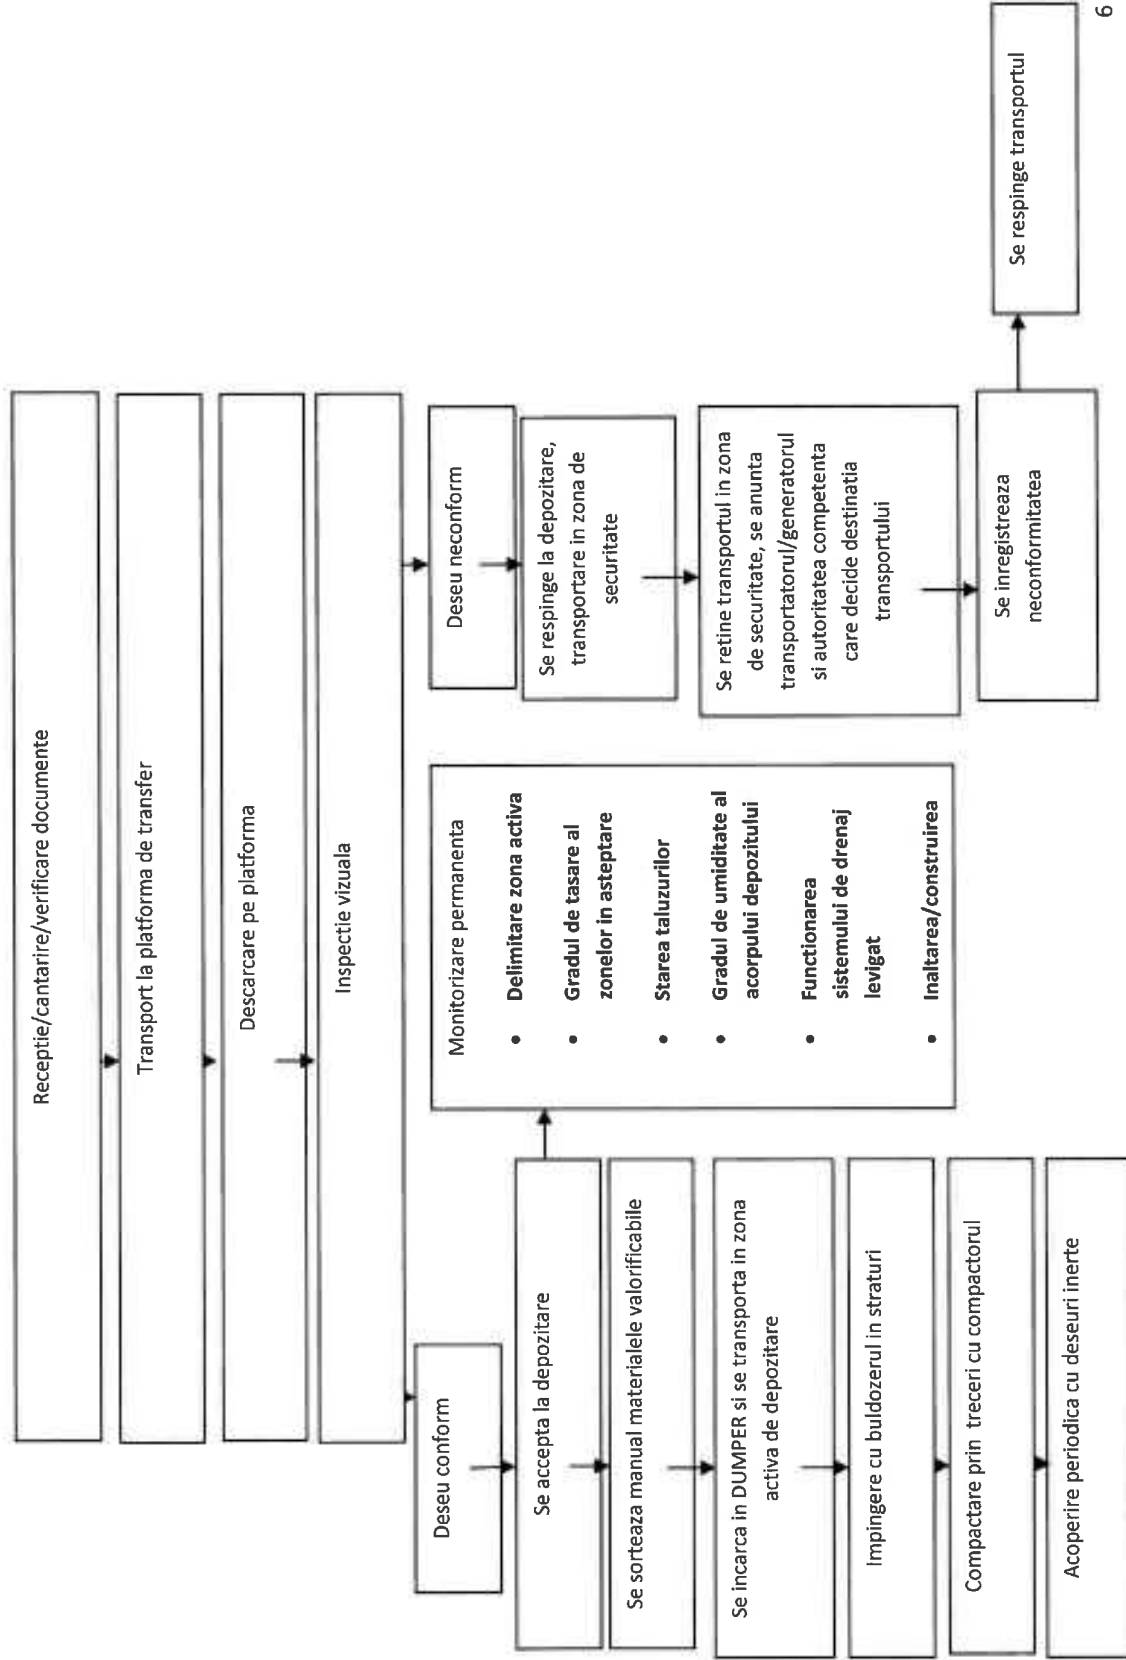 Receptie/cantarire/verificare documente
Transport la platforma de transfer
Descarcare pe platforma
Inspectie vizuala
Deseu conform
Se accepta la depozitare
Se sorteaza manual materialele valorificabile
Se incarca in DUMPER si se transporta in zona
activa de depozitare
Impingere cu buldozerul in straturi
Compactare prin treceri cu compactorul
Acoperire periodica cu deseuri inerte
Monitorizare permanenta
• Delimitare zona activa
• Gradul de tasare al
zonelor in asteptare
• Starea taluzurilor
• Gradul de umiditate al
acorpului depozitului
• Functionarea
sistemului de drenaj
levigat
• Inaltarea/construirea
Deseu neconform
Se respinge la depozitare,
transportare in zona de
securitate
Se retine transportul in zona
de securitate, se anunta
transportatorul/generatorul
si autoritatea competenta
care decide destinatia
transportului
Se inregistreaza
neconformitatea
Se respinge transportul
6